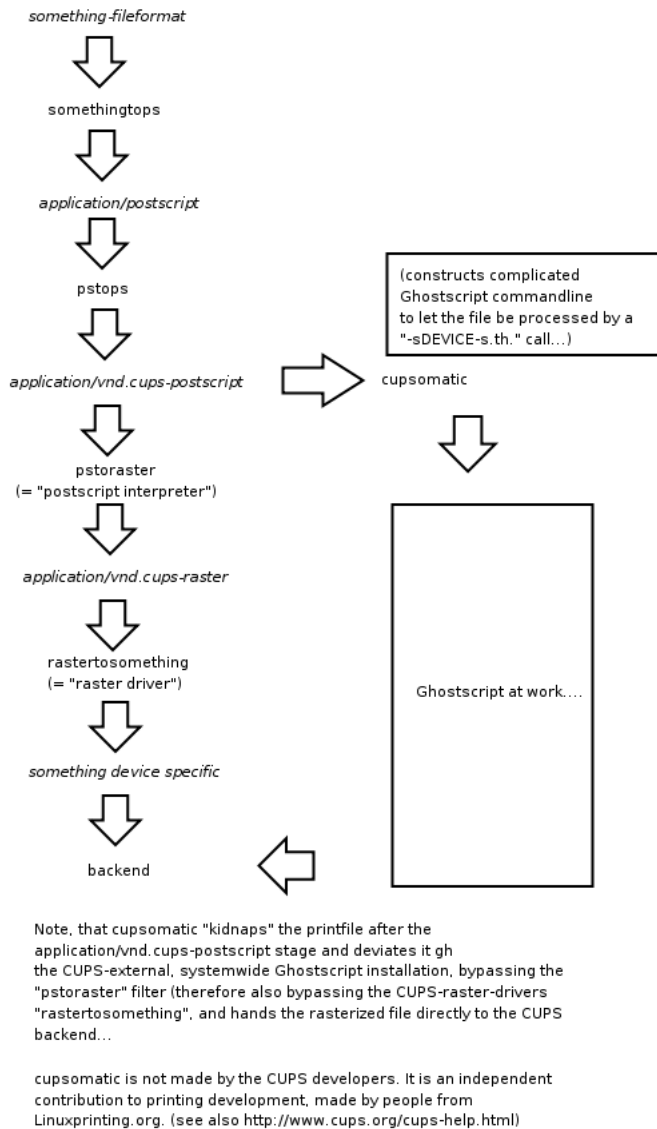 something-fileformat
somethingtops
application/postscript
pstops
(constructs complicated
Ghostscript commandline
to let the file be processed by a
"-sDEVICE-s.th." call...)
application/vnd.cups-postscript
cupsomatic
pstoraster
(= "postscript interpreter")
application/vnd.cups-raster
rastertosomething
(= "raster driver")
Ghostscript at work....
something device specific
backend
Note, that cupsomatic "kidnaps" the printfile after the
application/vnd.cups-postscript stage and deviates it gh
the CUPS-external, systemwide Ghostscript installation, bypassing the
"pstoraster" filter (therefore also bypassing the CUPS-raster-drivers
"rastertosomething", and hands the rasterized file directly to the CUPS
backend...
cupsomatic is not made by the CUPS developers. It is an independent
contribution to printing development, made by people from
Linuxprinting.org. (see also http://www.cups.org/cups-help.html)